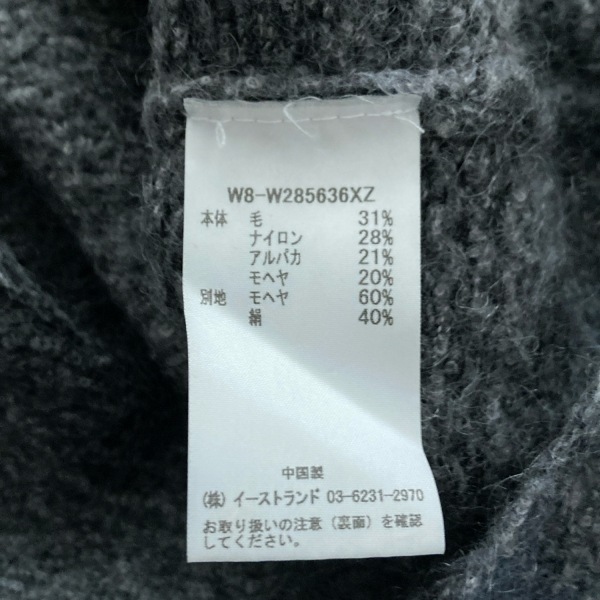 W8-W285636XZ
本体 毛 31%
ナイロン 28%
アルパカ 21%
モヘヤ 20%
別地 モヘヤ 60%
絹 40%
中国製
(株) イーストランド 03-6231-2970
お取り扱いの注意(裏面)を確認
してください。